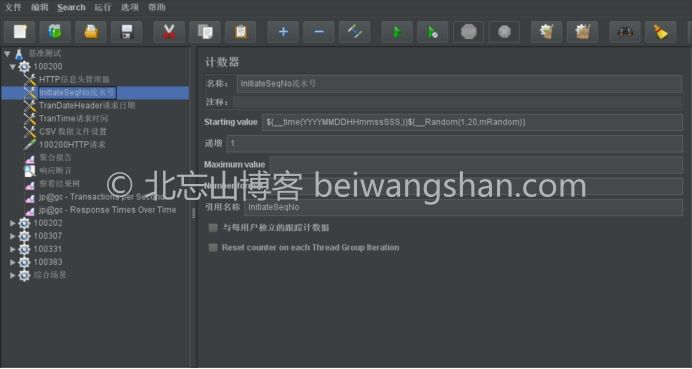 文件 编辑 Search 运行 选项 帮助
基准测试
100200
HTTP信息头管理器
InitiateSeqNo流水号
TranDateHeader请求日期
TranTime请求时间
CSV 数据文件设置
100200HTTP请求
聚合报告
响应断言
察看结果树
jp@gc - Transactions per Second
jp@gc - Response Times Over Time
100202
100307
100331
100383
综合场景
计数器
名称： InitiateSeqNo流水号
注释：
Starting value ${__time(YYYYMMDDHHmmssSSS,)}${__Random(1,20,mRandom)}
递增 1
Maximum value
Number format
引用名称 InitiateSeqNo
与每用户独立的跟踪计数器
Reset counter on each Thread Group Iteration
© 北忘山博客 beiwangshan.com